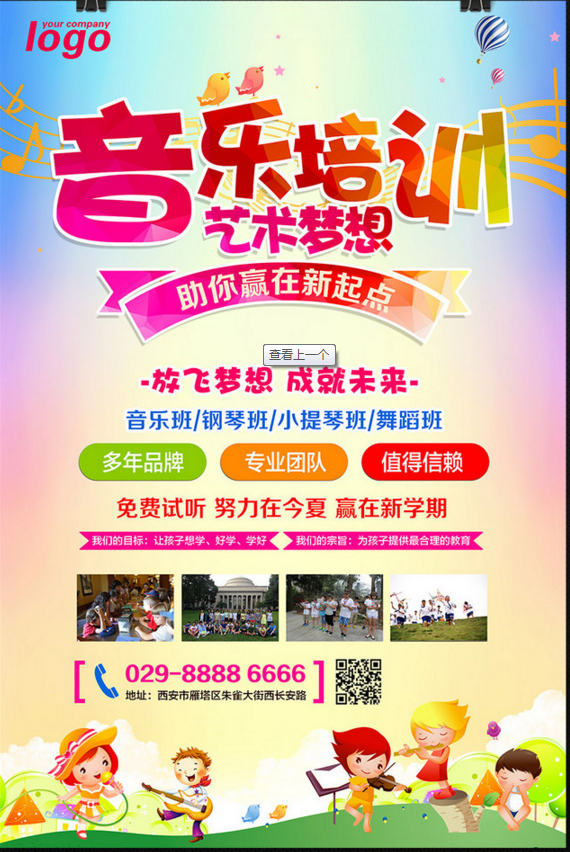 your company
logo
音乐培训
艺术梦想
助你赢在新起点
查看上一个
-放飞梦想 成就未来-
音乐班/钢琴班/小提琴班/舞蹈班
多年品牌 专业团队 值得信赖
免费试听 努力在今夏 赢在新学期
我们的目标：让孩子想学、好学、学好 我们的宗旨：为孩子提供最合理的教育
029-8888 6666
地址：西安市雁塔区朱雀大街西长安路